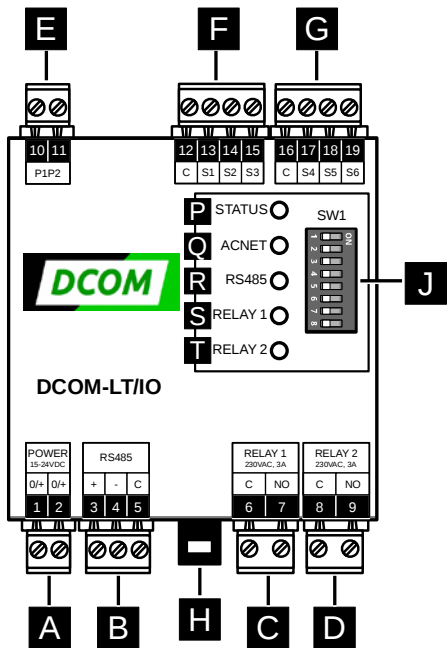 E F G
10 11 12 13 14 15 16 17 18 19
P1P2 C S1 S2 S3 C S4 S5 S6
P STATUS SW1
Q ACNET
R RS485
S RELAY 1
T RELAY 2
ON
1
2
3
4
5
6
7
8
J
DCOM
DCOM-LT/IO
POWER RS485 RELAY 1 RELAY 2
15-24VDC 230VAC, 3A 230VAC, 3A
0/+ 0/+ + - C C NO C NO
1 2 3 4 5 6 7 8 9
A B H C D